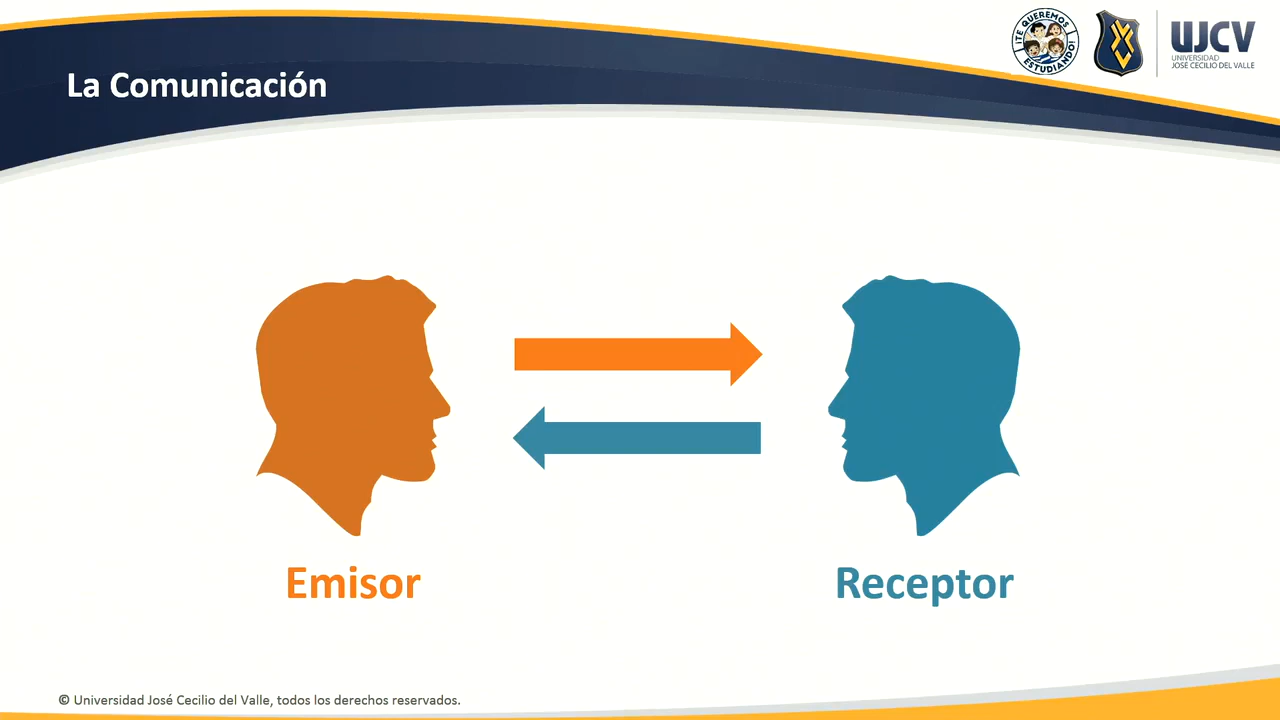 ¡TE QUEREMOS
ESTUDIANDO!
UJCV
UNIVERSIDAD
JOSÉ CECILIO DEL VALLE
La Comunicación
Emisor
Receptor
© Universidad José Cecilio del Valle, todos los derechos reservados.